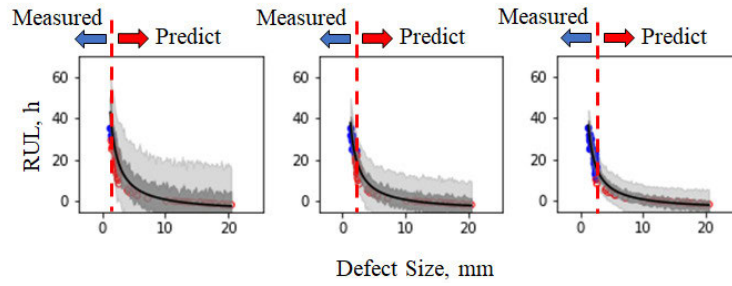 Measured Measured Measured
Predict Predict Predict
60 60 60
40 40 40
RUL, h
20 20 20
0 0 0
0 10 20 0 10 20 0 10 20
Defect Size, mm